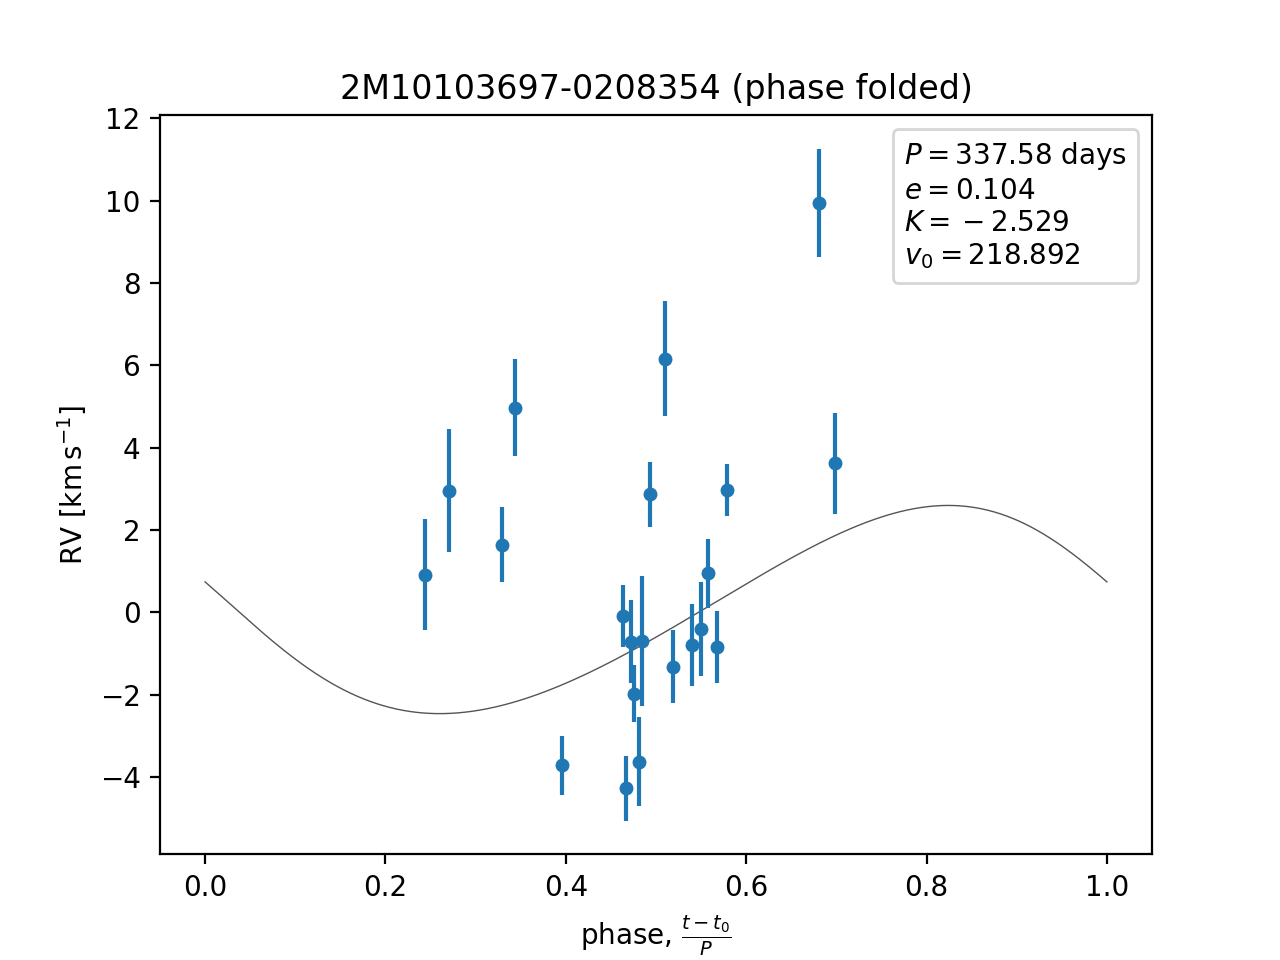 2M10103697-0208354 (phase folded)
P = 337.58 days
e = 0.104
K = −2.529
v₀ = 218.892
12
10
8
6
4
2
0
−2
−4
RV [km s⁻¹]
0.0 0.2 0.4 0.6 0.8 1.0
phase, (t − t₀)/P